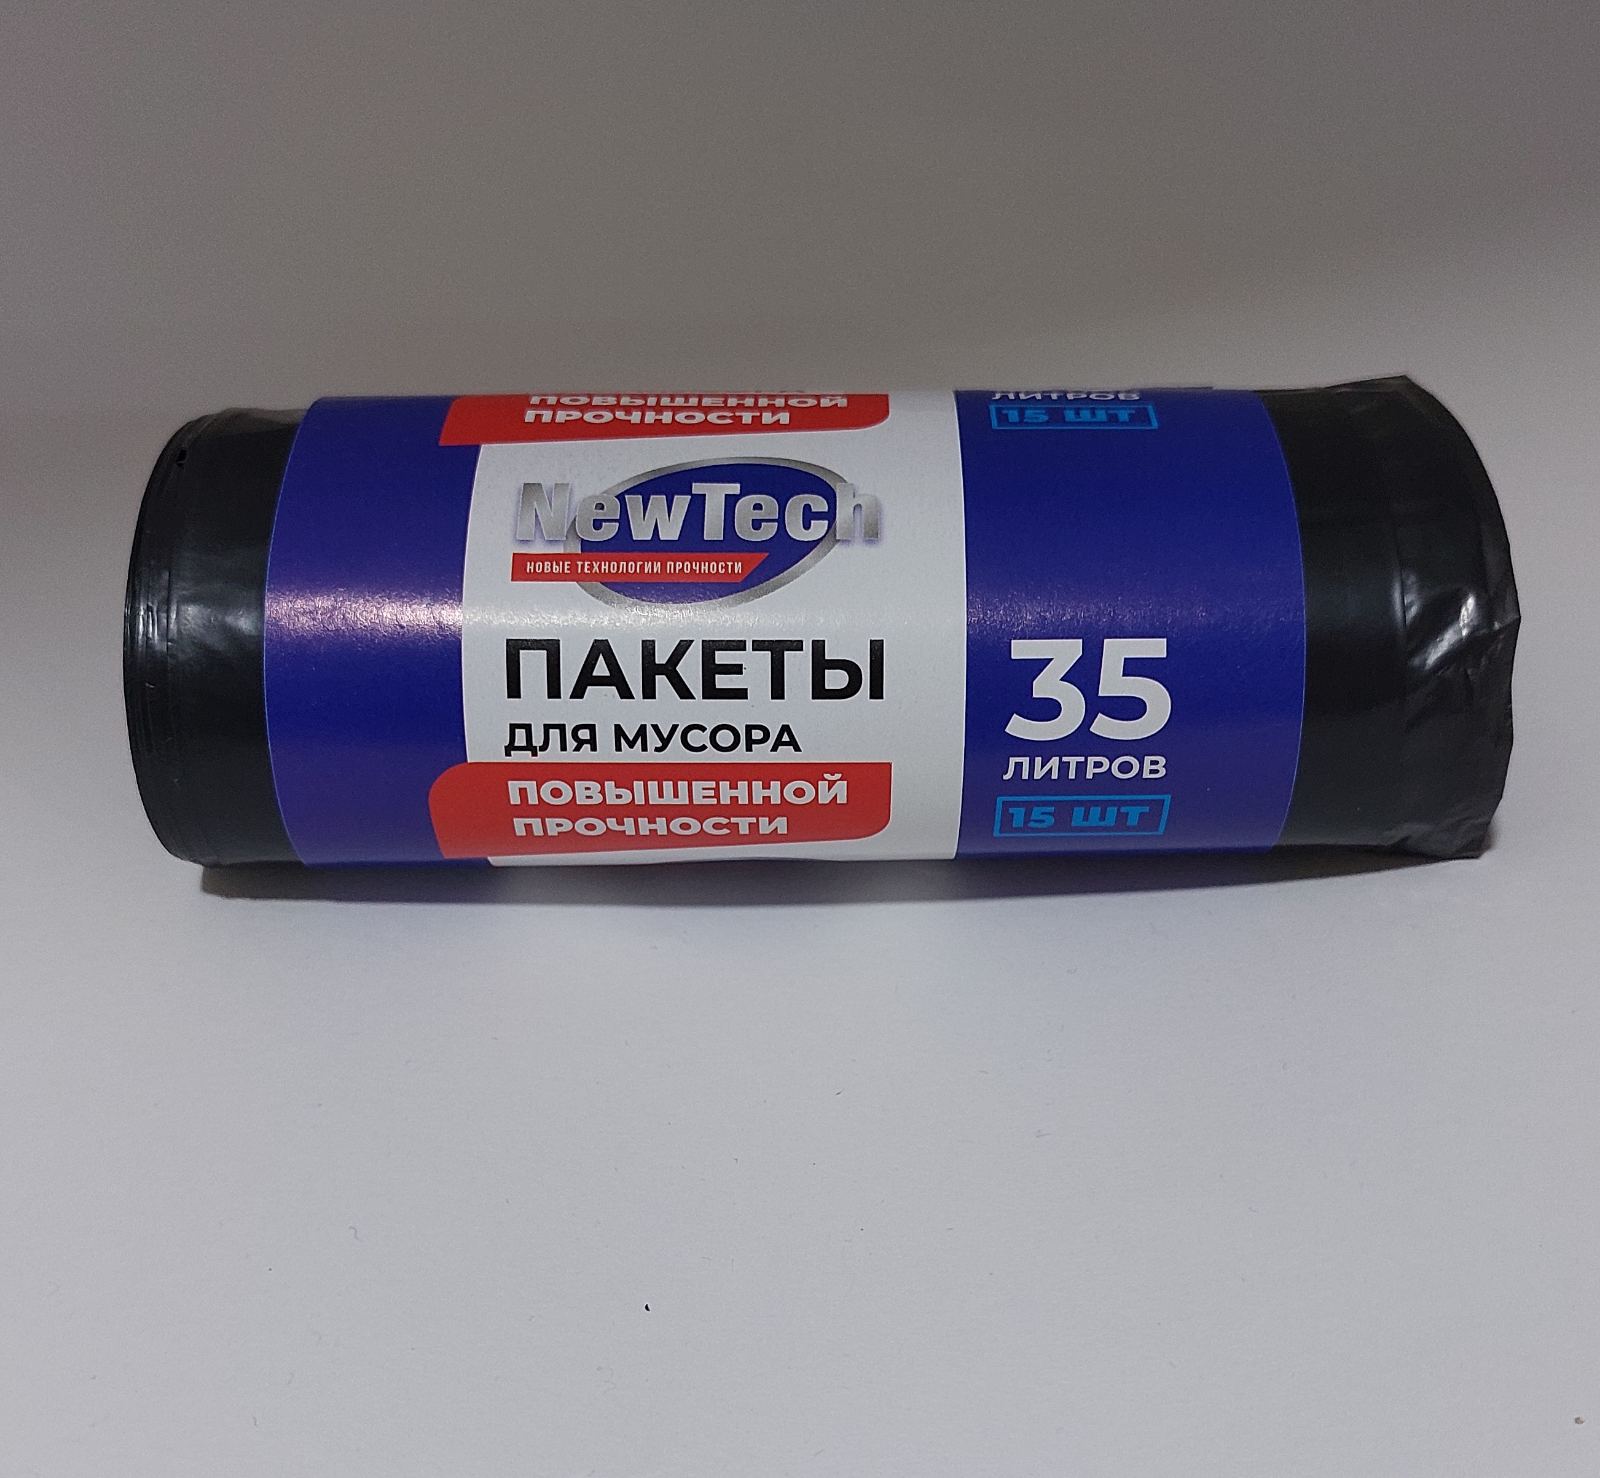 ПОВЫШЕННОЙ
ПРОЧНОСТИ
ЛИТРОВ
15 ШТ
NewTech
НОВЫЕ ТЕХНОЛОГИИ ПРОЧНОСТИ
ПАКЕТЫ
ДЛЯ МУСОРА
ПОВЫШЕННОЙ
ПРОЧНОСТИ
35
ЛИТРОВ
15 ШТ